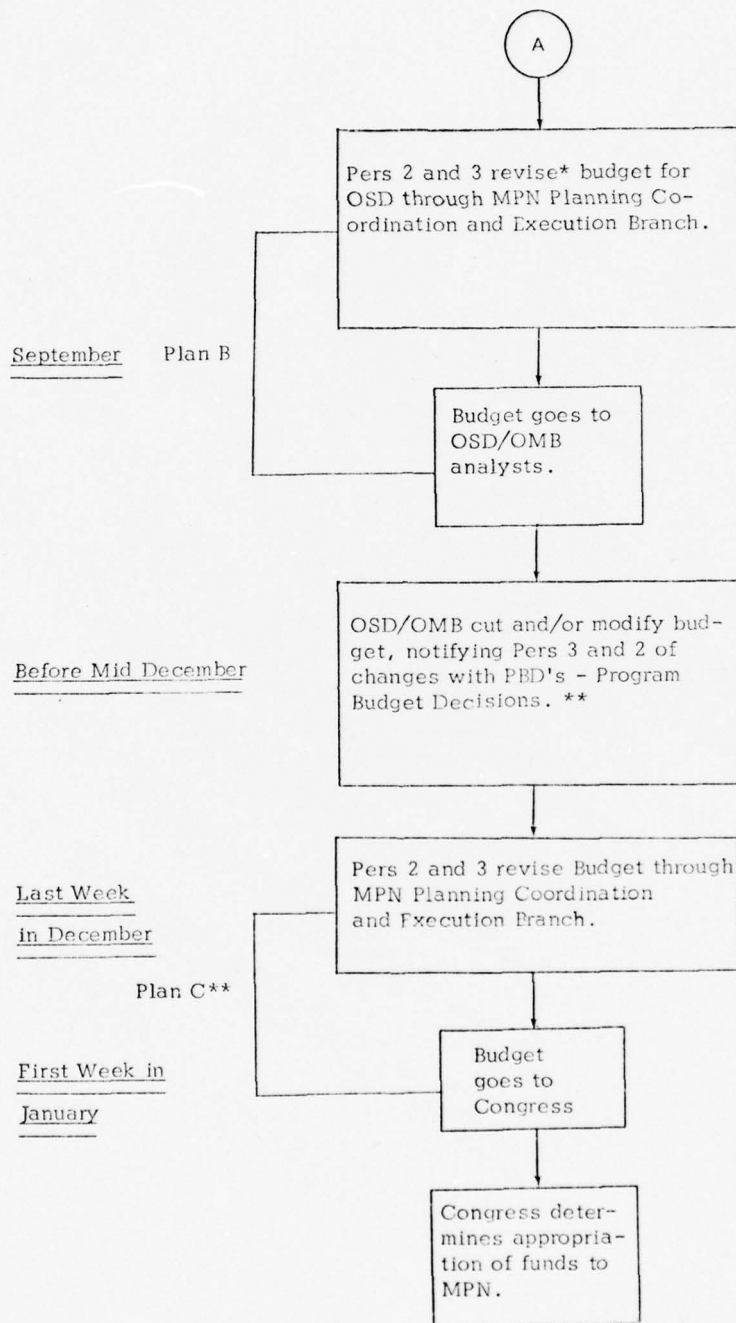 A
Pers 2 and 3 revise* budget for
OSD through MPN Planning Co-
ordination and Execution Branch.
September Plan B
Budget goes to
OSD/OMB
analysts.
Before Mid December
OSD/OMB cut and/or modify bud-
get, notifying Pers 3 and 2 of
changes with PBD's - Program
Budget Decisions. **
Last Week
in December
Pers 2 and 3 revise Budget through
MPN Planning Coordination
and Execution Branch.
Plan C**
First Week in
January
Budget
goes to
Congress
Congress deter-
mines appropria-
tion of funds to
MPN.